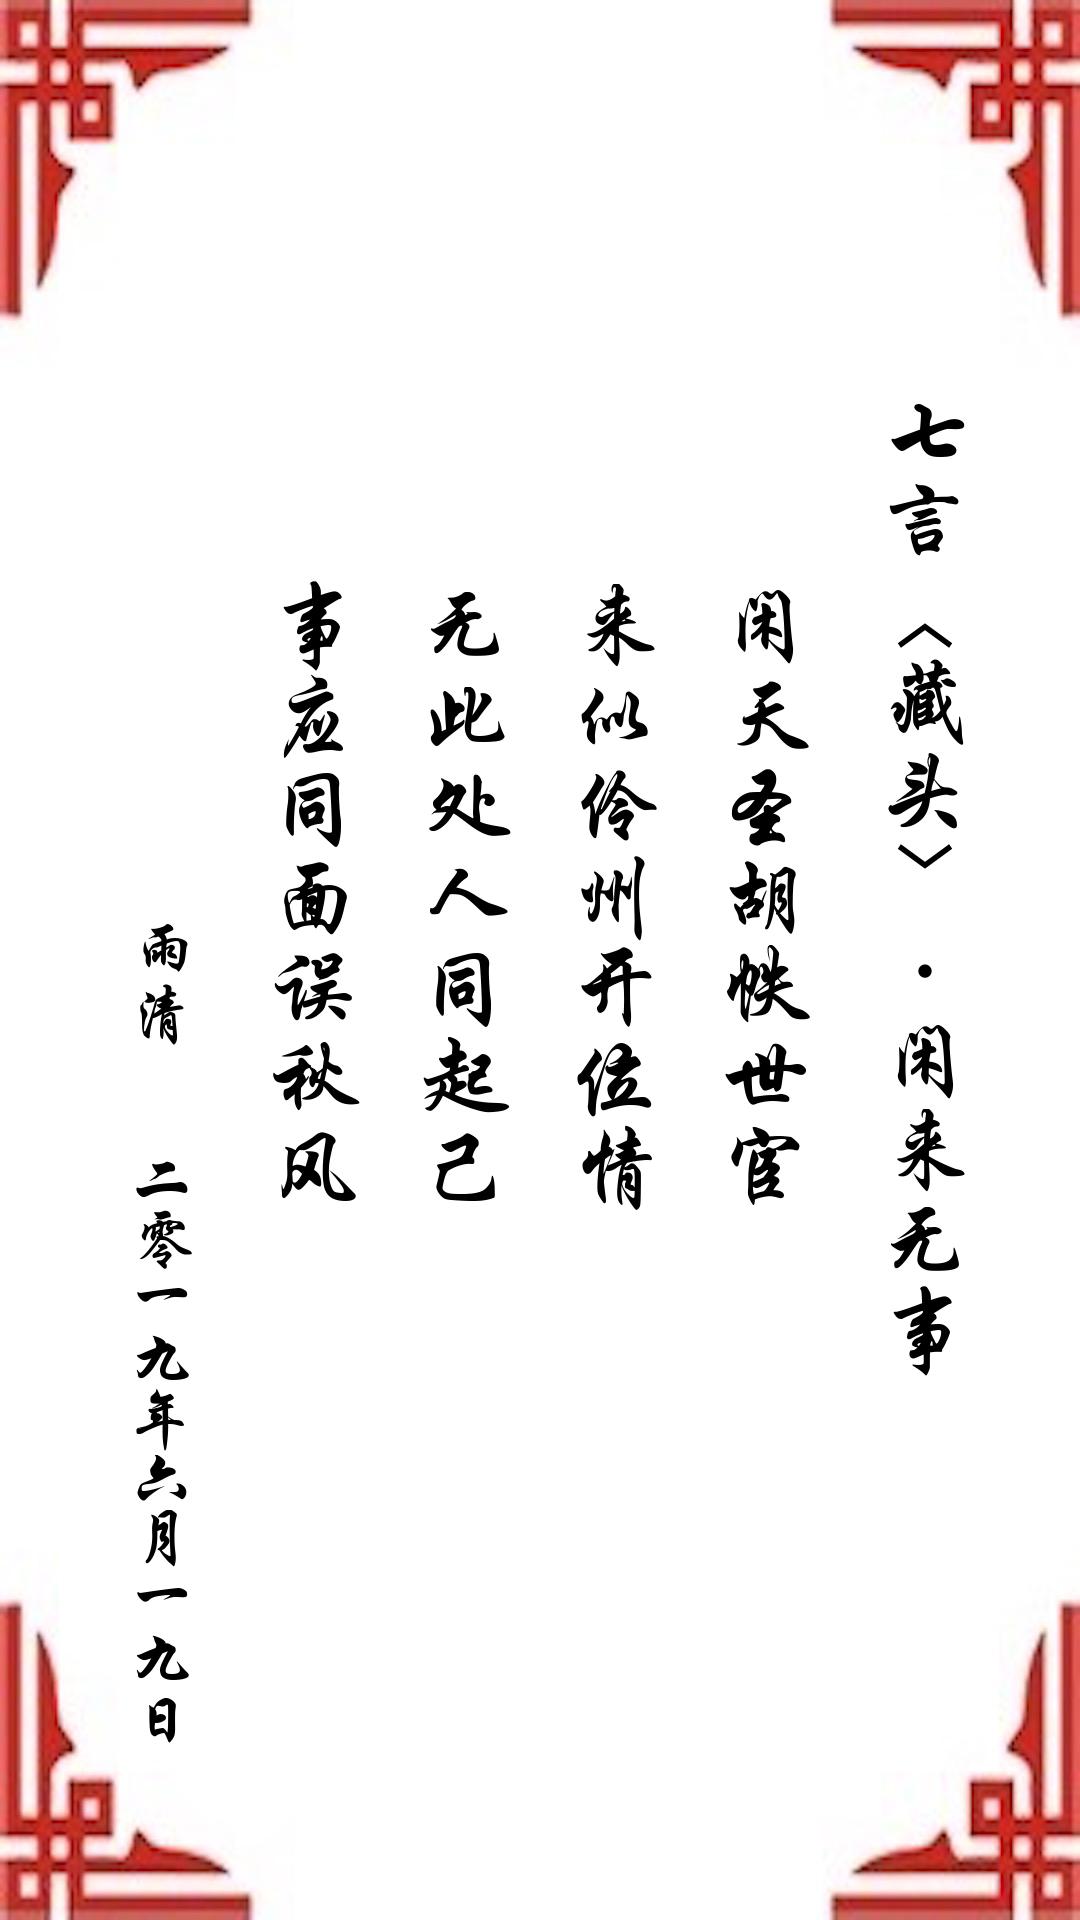 七言〈藏头〉·闲来无事
闲天圣胡帙世宦
来似伶州开位情
无此处人同起己
事应同面误秋风
雨清 二零一九年六月一九日